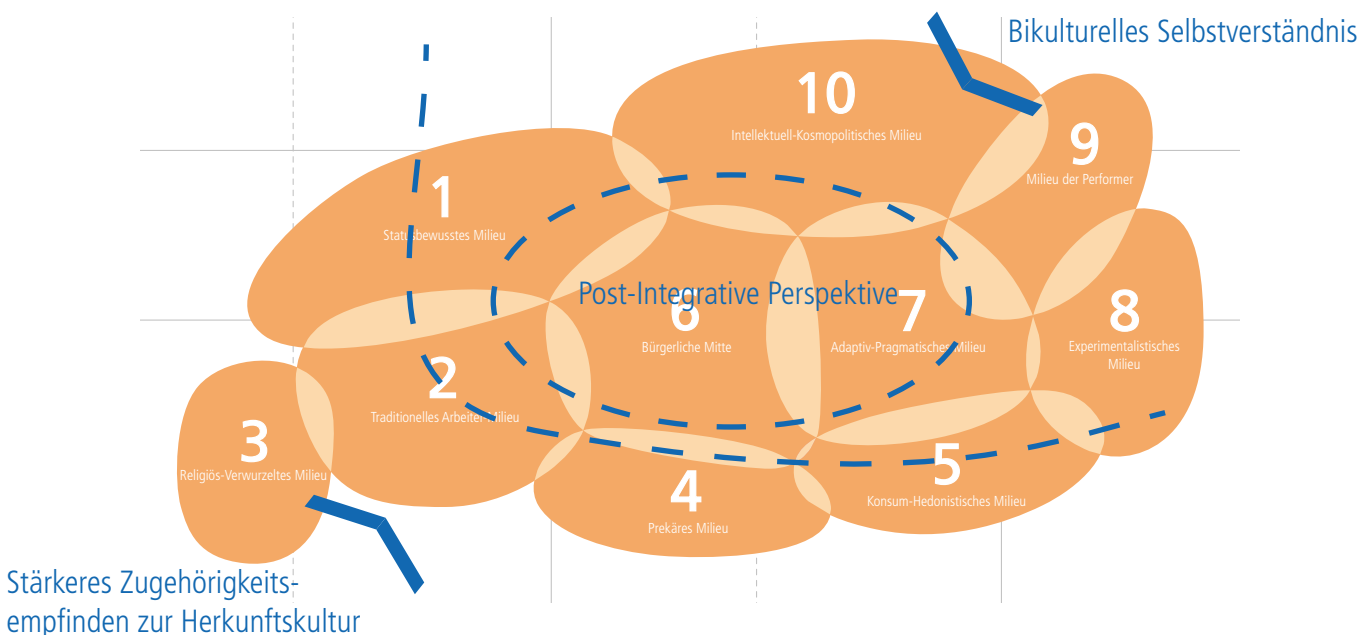 Bikulturelles Selbstverständnis
10
Intellektuell-Kosmopolitisches Milieu
9
Milieu der Performer
1
Statusbewusstes Milieu
Post-Integrative Perspektive
6
Bürgerliche Mitte
7
Adaptiv-Pragmatisches Milieu
8
Experimentalistisches
Milieu
2
Traditionelles Arbeiter-Milieu
3
Religiös-Verwurzeltes Milieu
4
Prekäres Milieu
5
Konsum-Hedonistisches Milieu
Stärkeres Zugehörigkeits-
empfinden zur Herkunftskultur